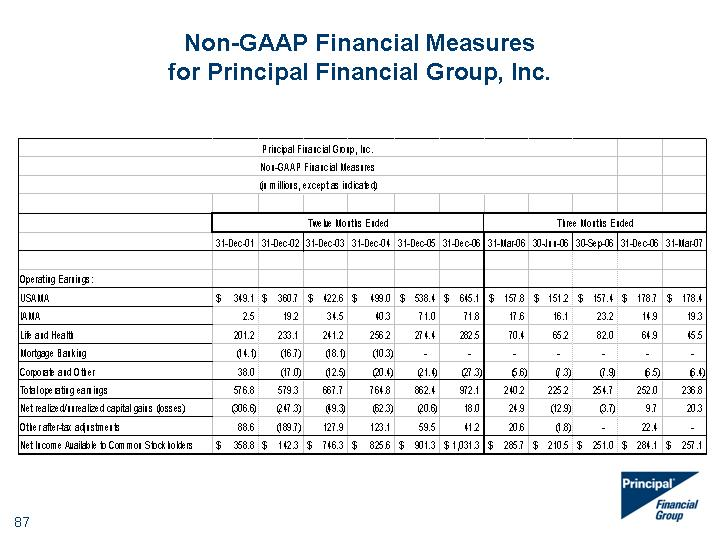 Non-GAAP Financial Measures
for Principal Financial Group, Inc.
Principal Financial Group, Inc.
Non-GAAP Financial Measures
(in millions, except as indicated)
Twelve Months Ended Three Months Ended
31-Dec-01 31-Dec-02 31-Dec-03 31-Dec-04 31-Dec-05 31-Dec-06 31-Mar-06 30-Jun-06 30-Sep-06 31-Dec-06 31-Mar-07
Operating Earnings:
USAMA $ 349.1 $ 360.7 $ 422.6 $ 499.0 $ 538.4 $ 645.1 $ 157.8 $ 151.2 $ 157.4 $ 178.7 $ 178.4
IAMA 2.5 19.2 34.5 40.3 71.0 71.8 17.6 16.1 23.2 14.9 19.3
Life and Health 201.2 233.1 241.2 256.2 274.4 282.5 70.4 65.2 82.0 64.9 45.5
Mortgage Banking (14.1) (16.7) (18.1) (10.3) - - - - - - -
Corporate and Other 38.0 (17.0) (12.5) (20.4) (21.4) (27.3) (5.6) (7.3) (7.9) (6.5) (6.4)
Total operating earnings 576.8 579.3 667.7 764.8 862.4 972.1 240.2 225.2 254.7 252.0 236.8
Net realized/unrealized capital gains (losses) (306.6) (247.3) (49.3) (62.3) (20.6) 18.0 24.9 (12.9) (3.7) 9.7 20.3
Other after-tax adjustments 88.6 (189.7) 127.9 123.1 59.5 41.2 20.6 (1.8) - 22.4 -
Net Income Available to Common Stockholders $ 358.8 $ 142.3 $ 746.3 $ 825.6 $ 901.3 $ 1,031.3 $ 285.7 $ 210.5 $ 251.0 $ 284.1 $ 257.1
Principal
Financial
Group
87